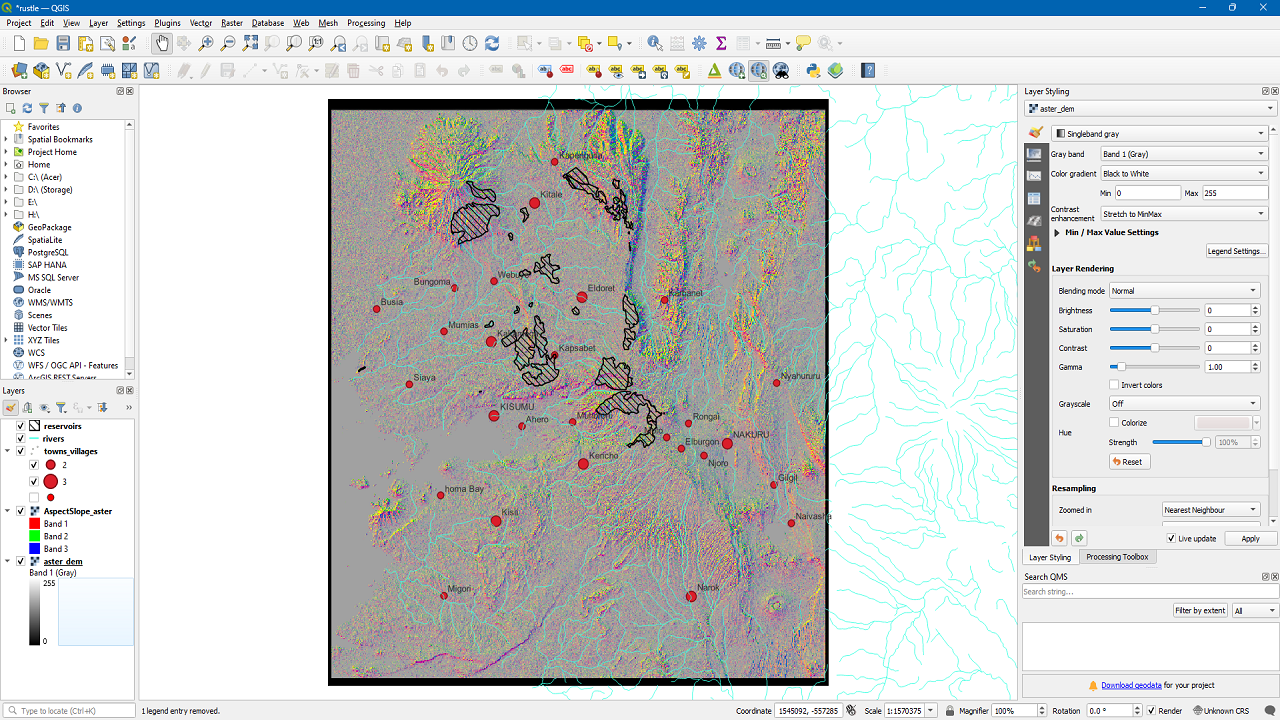 *rustle — QGIS
Project Edit View Layer Settings Plugins Vector Raster Database Web Mesh Processing Help
Browser
Favorites
Spatial Bookmarks
Project Home
Home
C:\ (Acer)
D:\ (Storage)
E:\
H:\
GeoPackage
SpatiaLite
PostgreSQL
SAP HANA
MS SQL Server
Oracle
WMS/WMTS
Scenes
Vector Tiles
XYZ Tiles
WCS
WFS / OGC API - Features
ArcGIS REST Servers
Layers
reservoirs
rivers
towns_villages
2
3
AspectSlope_aster
Band 1
Band 2
Band 3
aster_dem
Band 1 (Gray)
255
0
Kapenguria
Kitale
Webuye
Bungoma
Eldoret
Kabarnet
Busia
Mumias
Kapsabet
Siaya
Nyahururu
KISUMU
Ahero
Rongai
NAKURU
Elburgon
Njoro
Kericho
Gilgil
homa Bay
Kisii
Naivasha
Migori
Narok
Layer Styling
aster_dem
Singleband gray
Gray band Band 1 (Gray)
Color gradient Black to White
Min 0 Max 255
Contrast enhancement Stretch to MinMax
Min / Max Value Settings
Legend Settings...
Layer Rendering
Blending mode Normal
Brightness 0
Saturation 0
Contrast 0
Gamma 1.00
Invert colors
Grayscale Off
Hue Colorize
Strength 100%
Reset
Resampling
Zoomed in Nearest Neighbour
Live update Apply
Layer Styling Processing Toolbox
Search QMS
Search string...
Filter by extent All
Download geodata for your project
Type to locate (Ctrl+K) 1 legend entry removed. Coordinate 1545092, -557285 Scale 1:1570375 Magnifier 100% Rotation 0.0 ° Render Unknown CRS